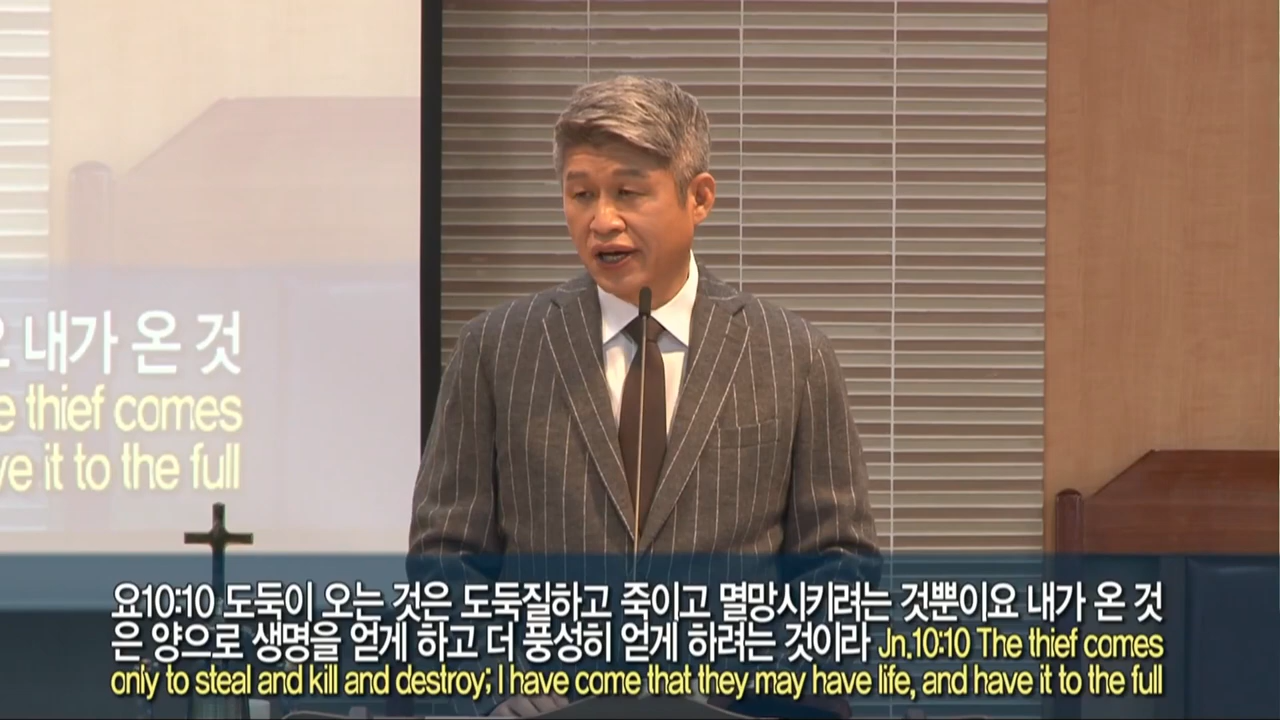 요 내가 온 것
e thief comes
ve it to the full
요10:10 도둑이 오는 것은 도둑질하고 죽이고 멸망시키려는 것뿐이요 내가 온 것
은 양으로 생명을 얻게 하고 더 풍성히 얻게 하려는 것이라 Jn.10:10 The thief comes
only to steal and kill and destroy; I have come that they may have life, and have it to the full